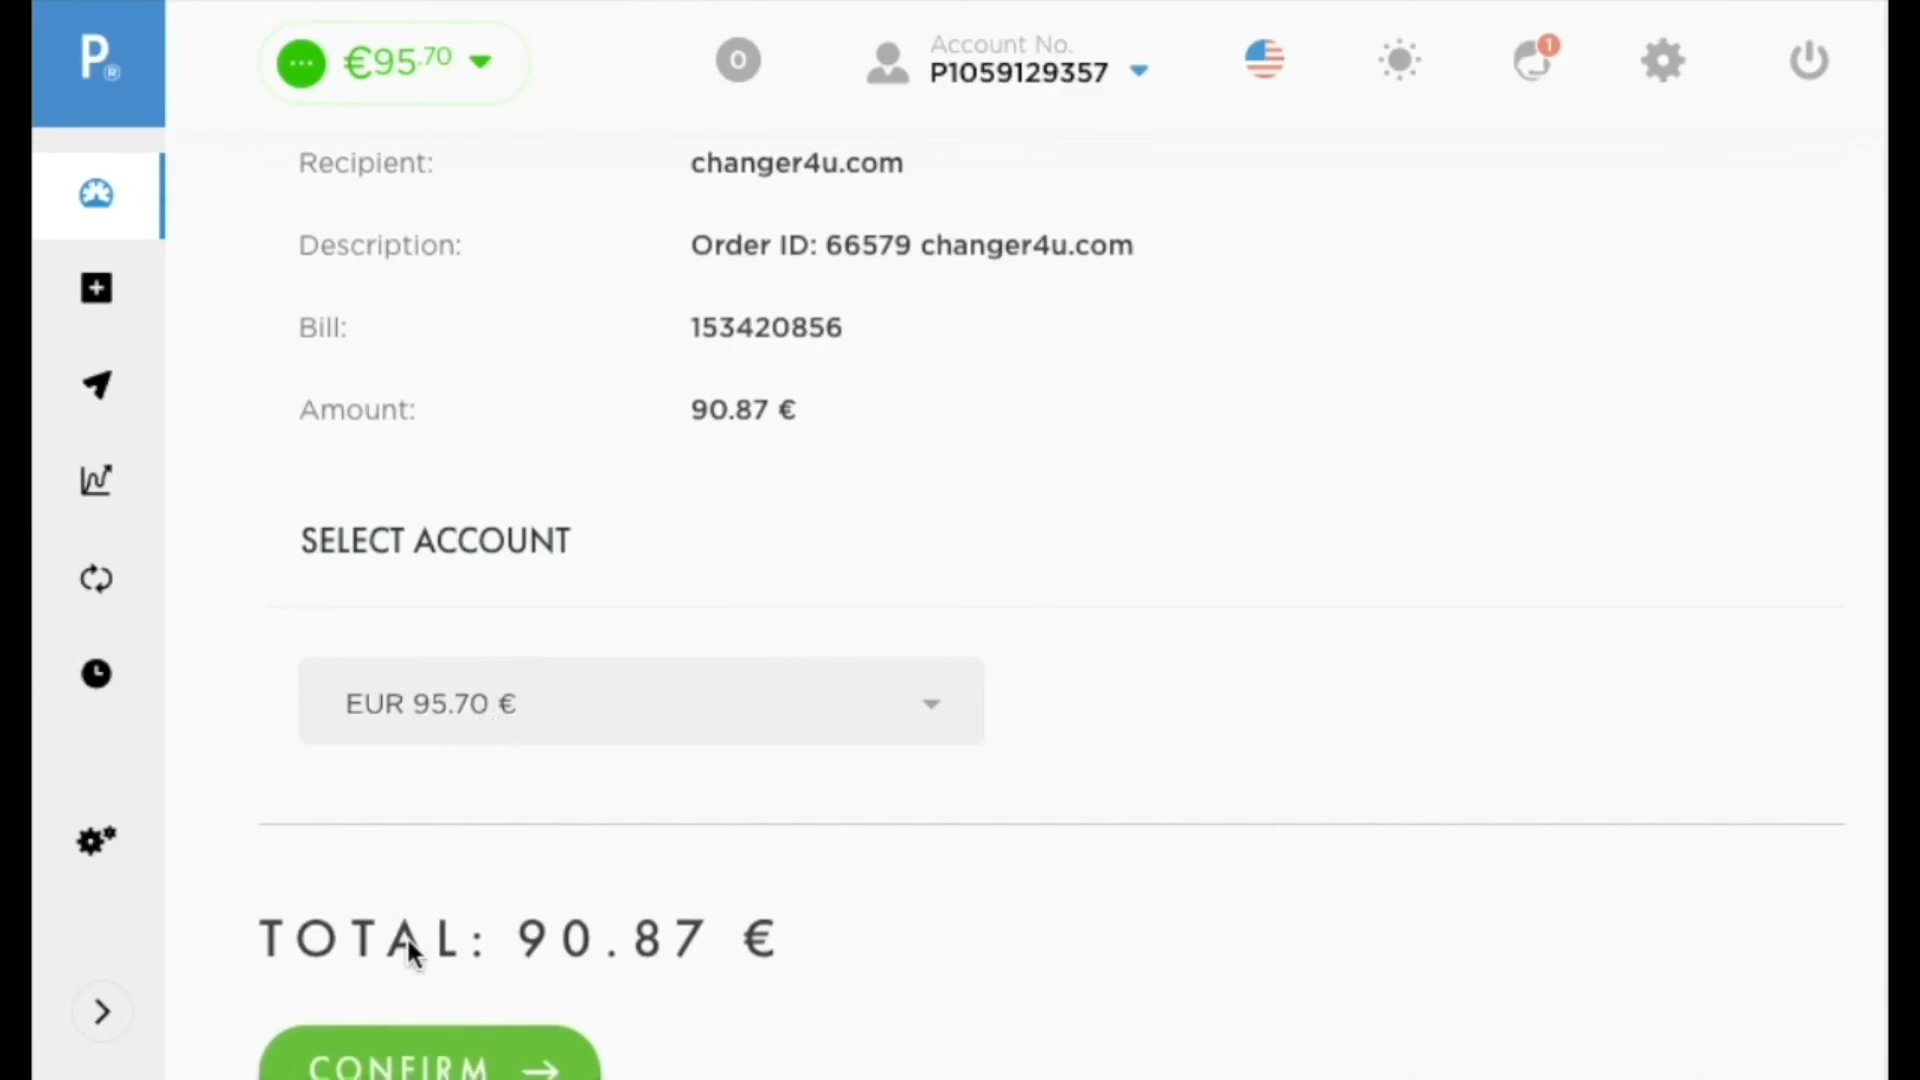 P®
€95.70
0
Account No.
P1059129357
1
Recipient: changer4u.com
Description: Order ID: 66579 changer4u.com
Bill: 153420856
Amount: 90.87 €
SELECT ACCOUNT
EUR 95.70 €
TOTAL: 90.87 €
CONFIRM